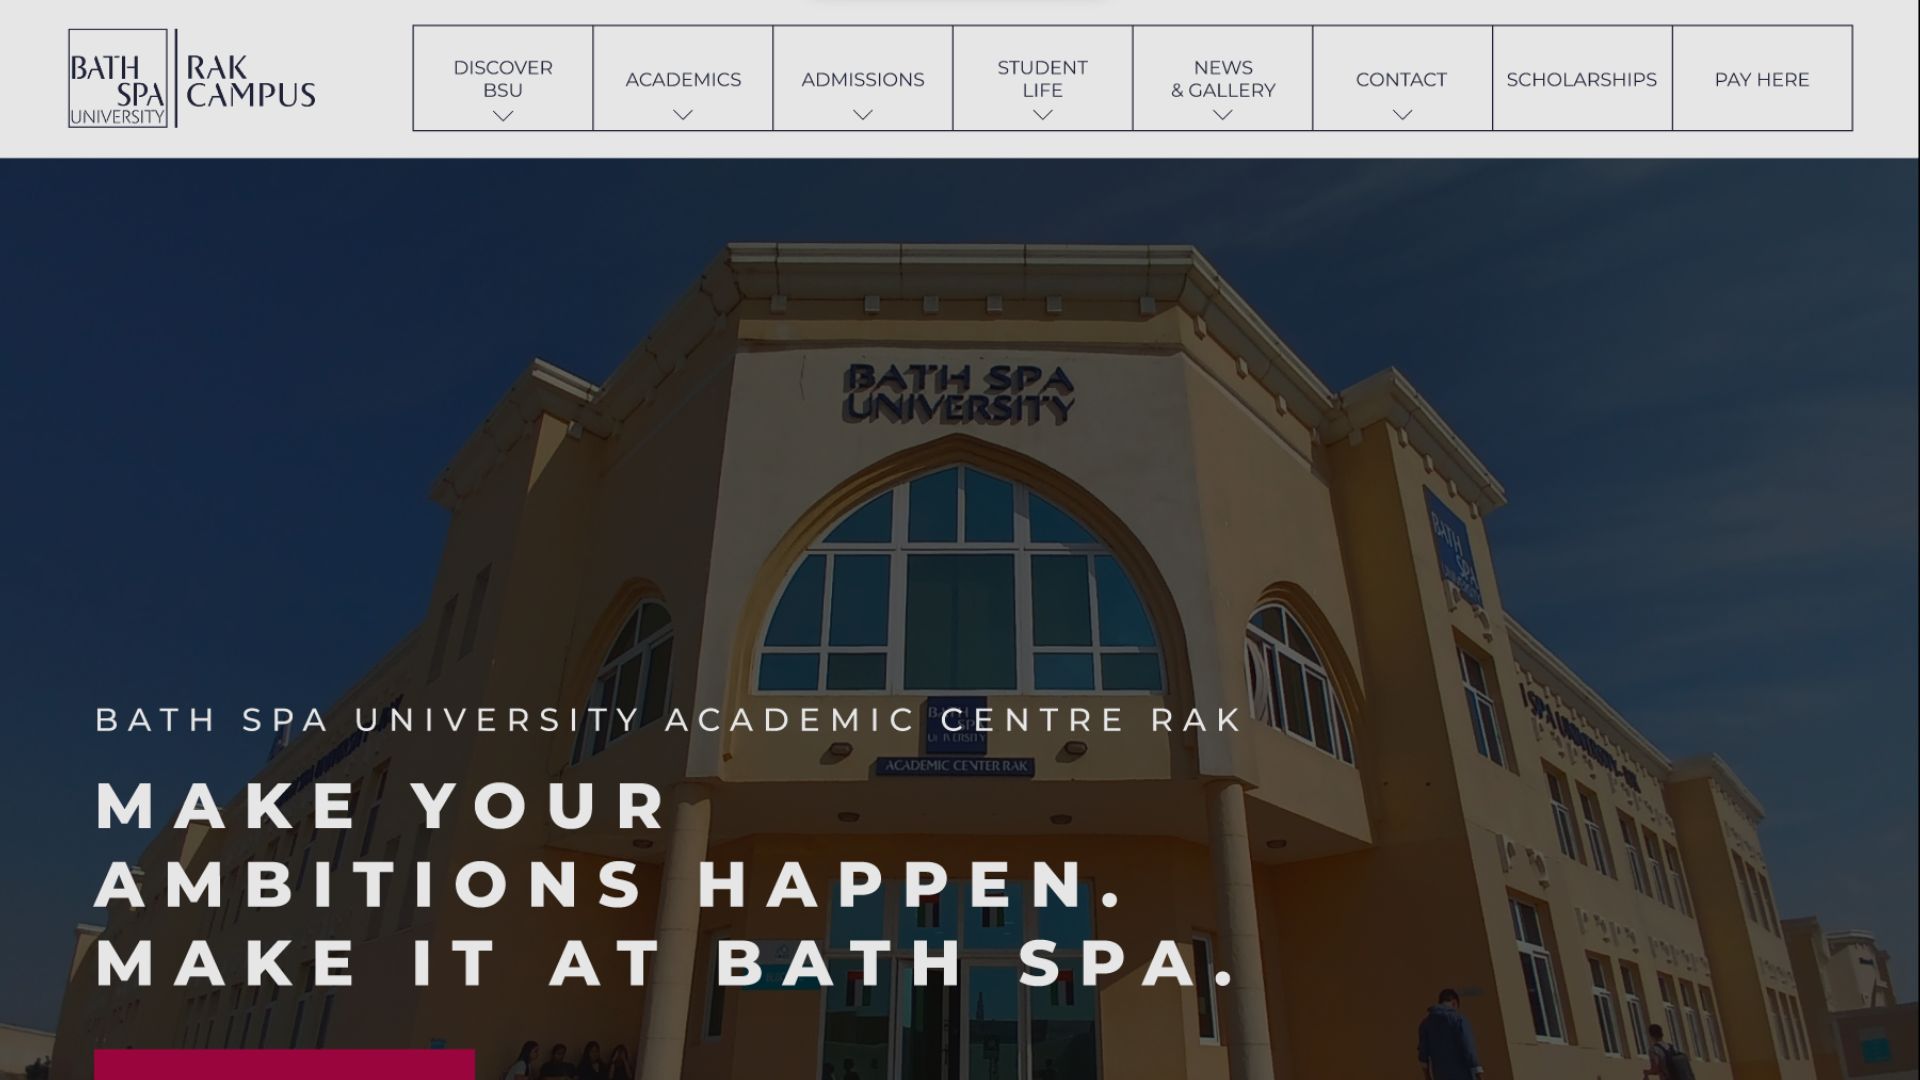 BATH
SPA
UNIVERSITY
RAK
CAMPUS
DISCOVER
BSU
ACADEMICS
ADMISSIONS
STUDENT
LIFE
NEWS
& GALLERY
CONTACT
SCHOLARSHIPS
PAY HERE
BATH SPA
UNIVERSITY
BATH
SPA
UNIVERSITY
BATH SPA UNIVERSITY ACADEMIC CENTRE RAK
ACADEMIC CENTER RAK
MAKE YOUR
AMBITIONS HAPPEN.
MAKE IT AT BATH SPA.